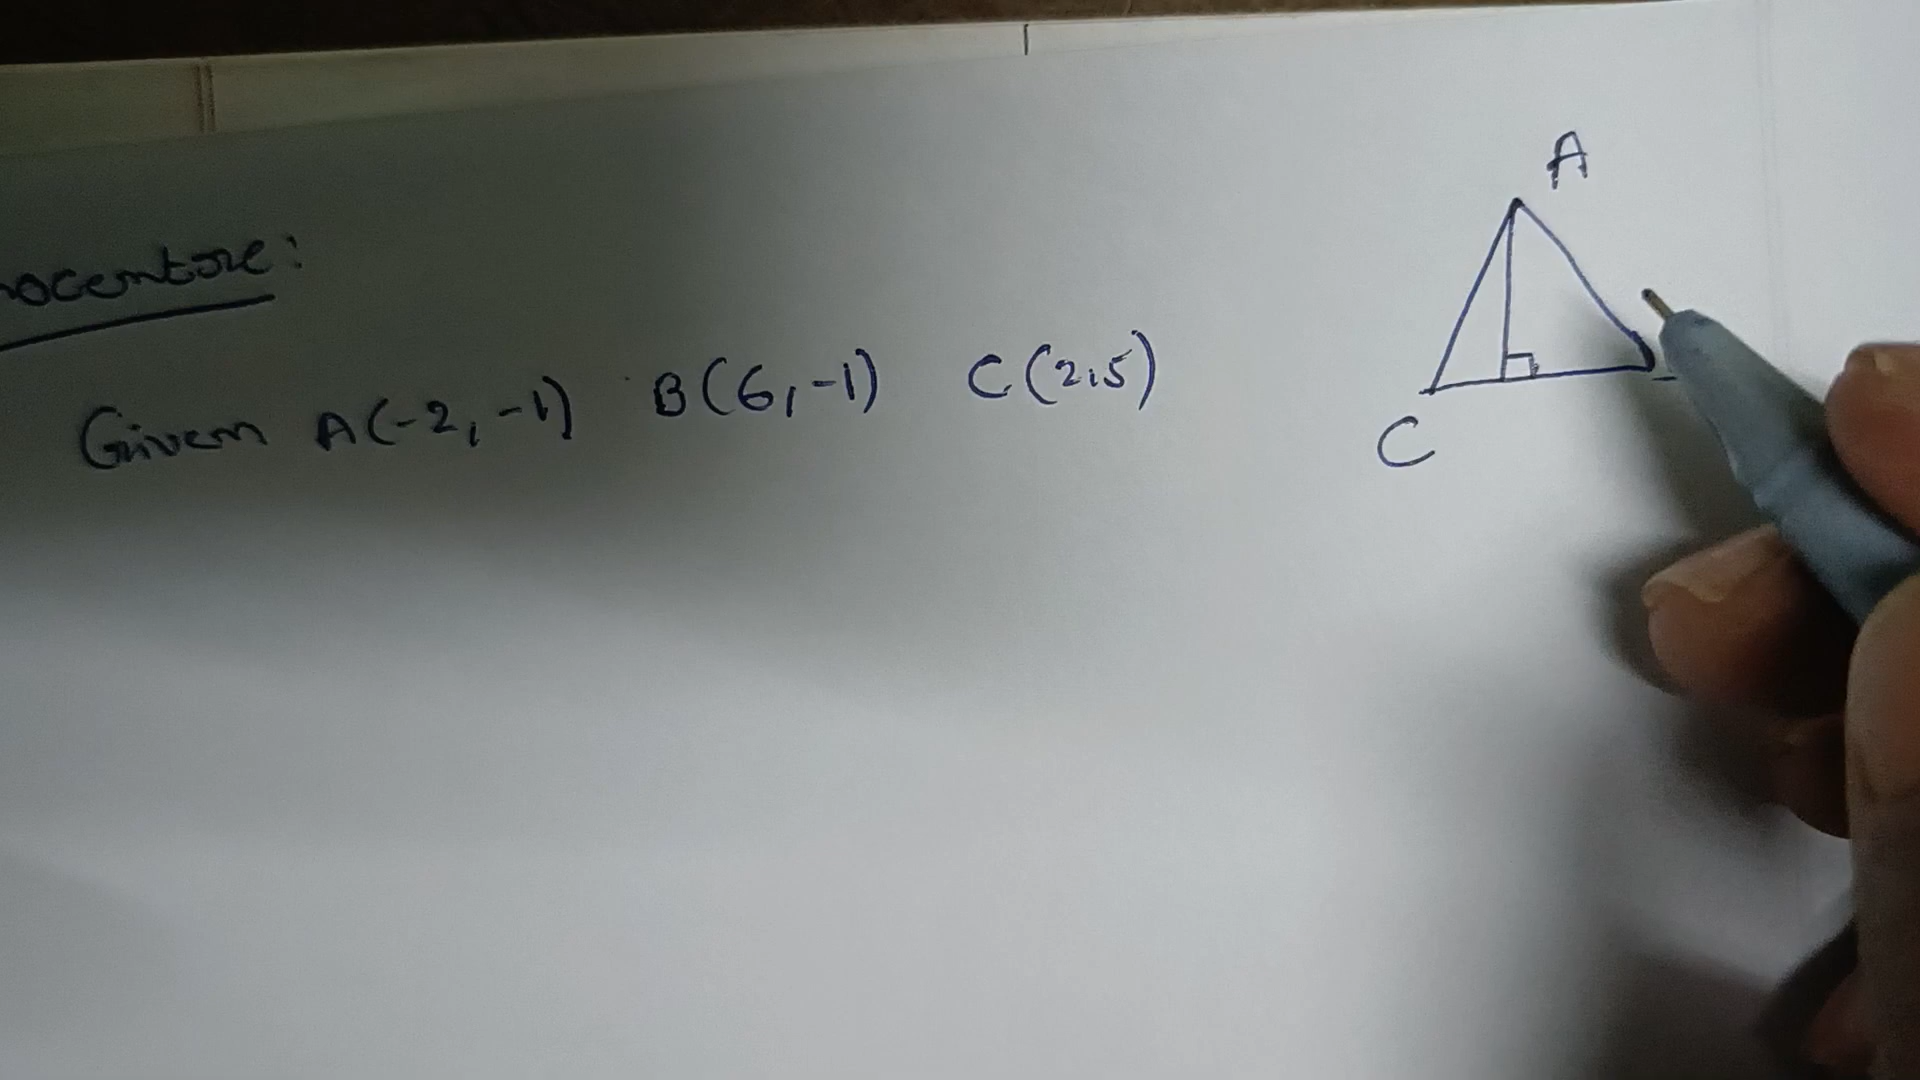 ocentre:
Given A(-2, -1) B(6, -1) C(2,5)
A
C